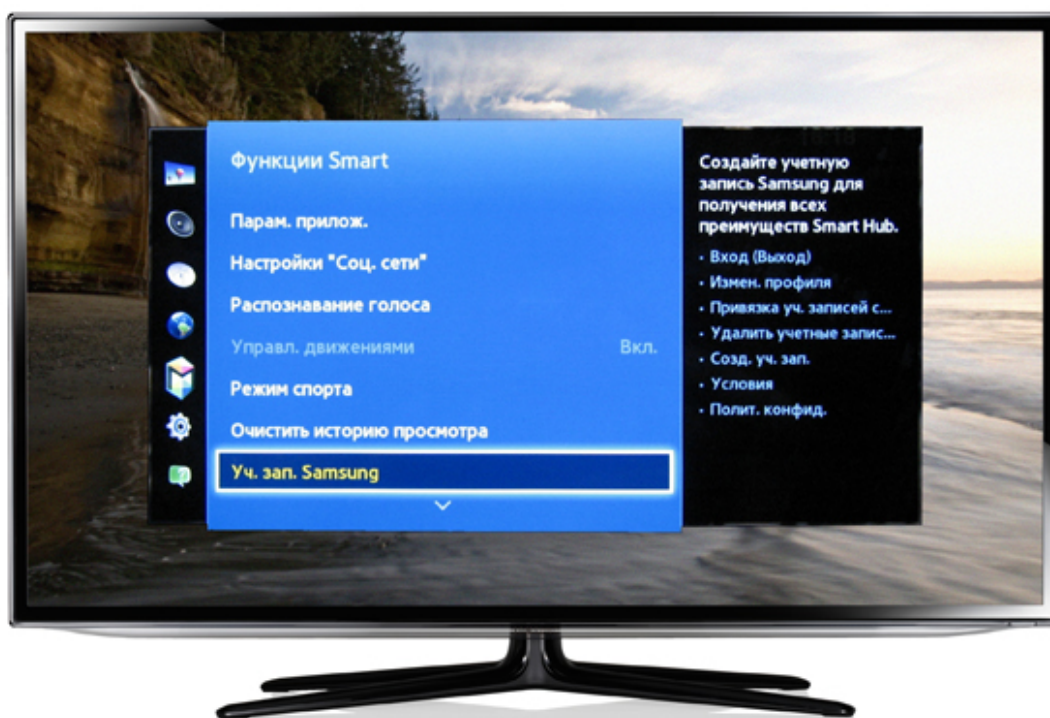 Функции Smart
Парам. прилож.
Настройки "Соц. сети"
Распознавание голоса
Управл. движениями Вкл.
Режим спорта
Очистить историю просмотра
Уч. зап. Samsung
Создайте учетную
запись Samsung для
получения всех
преимуществ Smart Hub.
• Вход (Выход)
• Измен. профиля
• Привязка уч. записей с...
• Удалить учетные запис...
• Созд. уч. зап.
• Условия
• Полит. конфид.